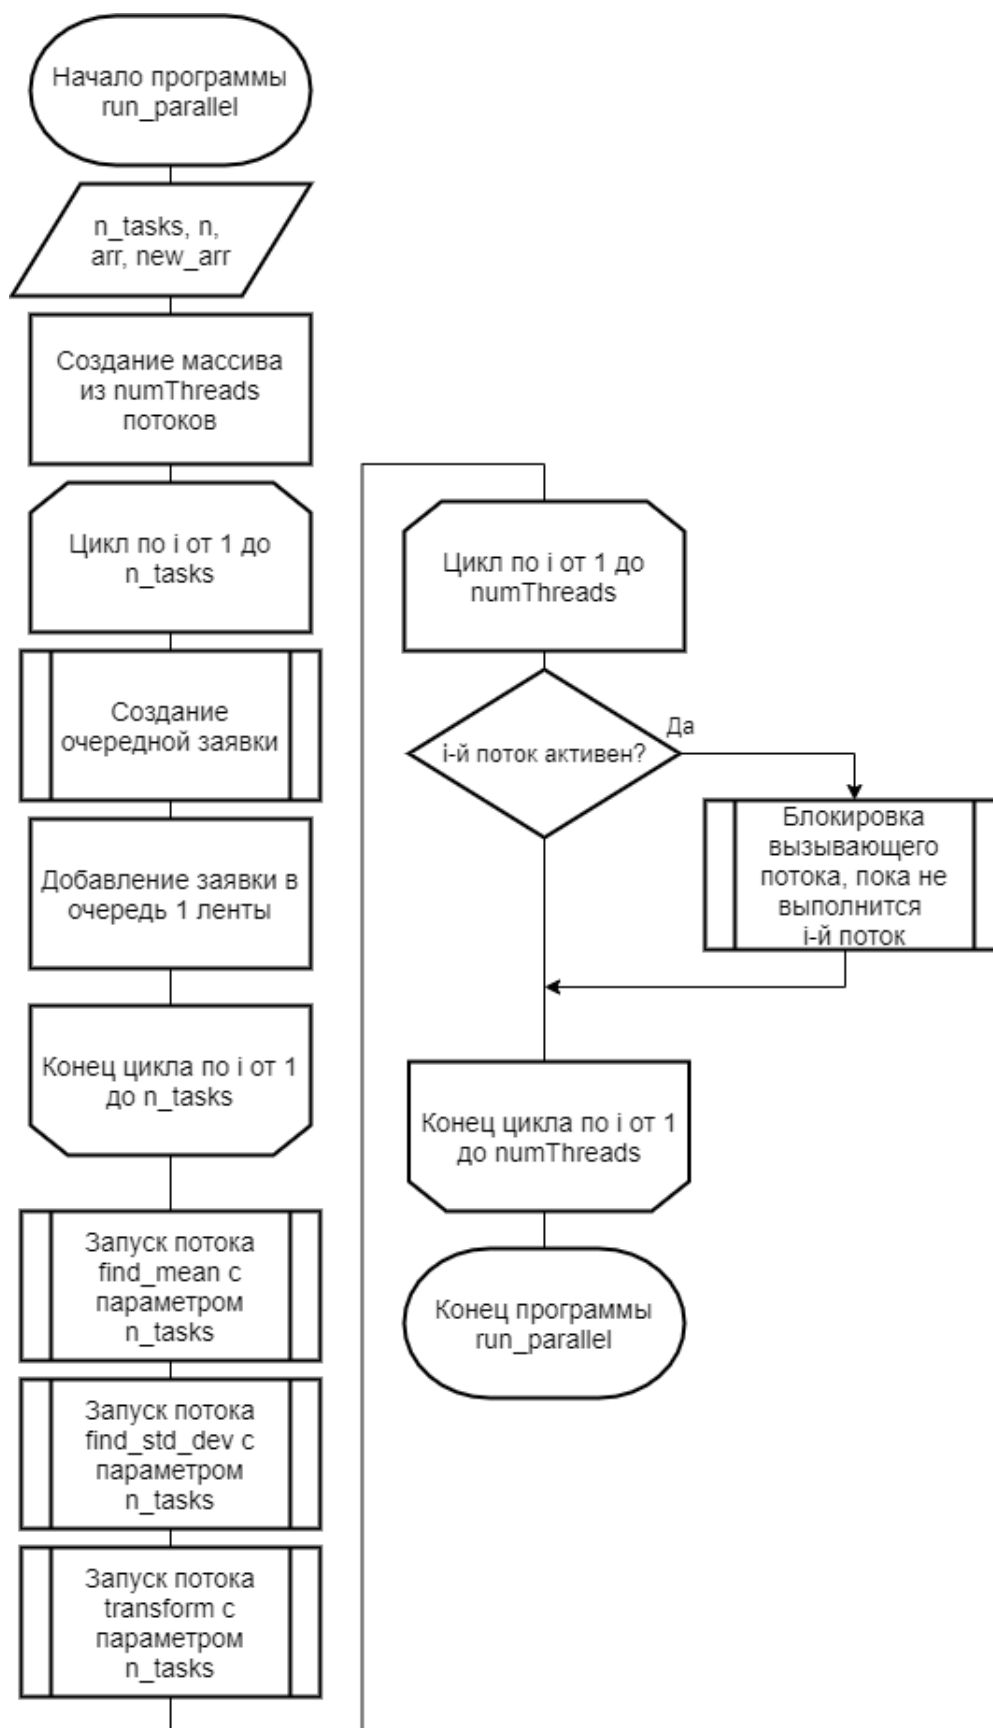 Начало программы
run_parallel
n_tasks, n,
arr, new_arr
Создание массива
из numThreads
потоков
Цикл по i от 1 до
n_tasks
Создание
очередной заявки
Добавление заявки в
очередь 1 ленты
Конец цикла по i от 1
до n_tasks
Запуск потока
find_mean с
параметром
n_tasks
Запуск потока
find_std_dev с
параметром
n_tasks
Запуск потока
transform с
параметром
n_tasks
Цикл по i от 1 до
numThreads
i-й поток активен?
Да
Блокировка
вызывающего
потока, пока не
выполнится
i-й поток
Конец цикла по i от 1
до numThreads
Конец программы
run_parallel